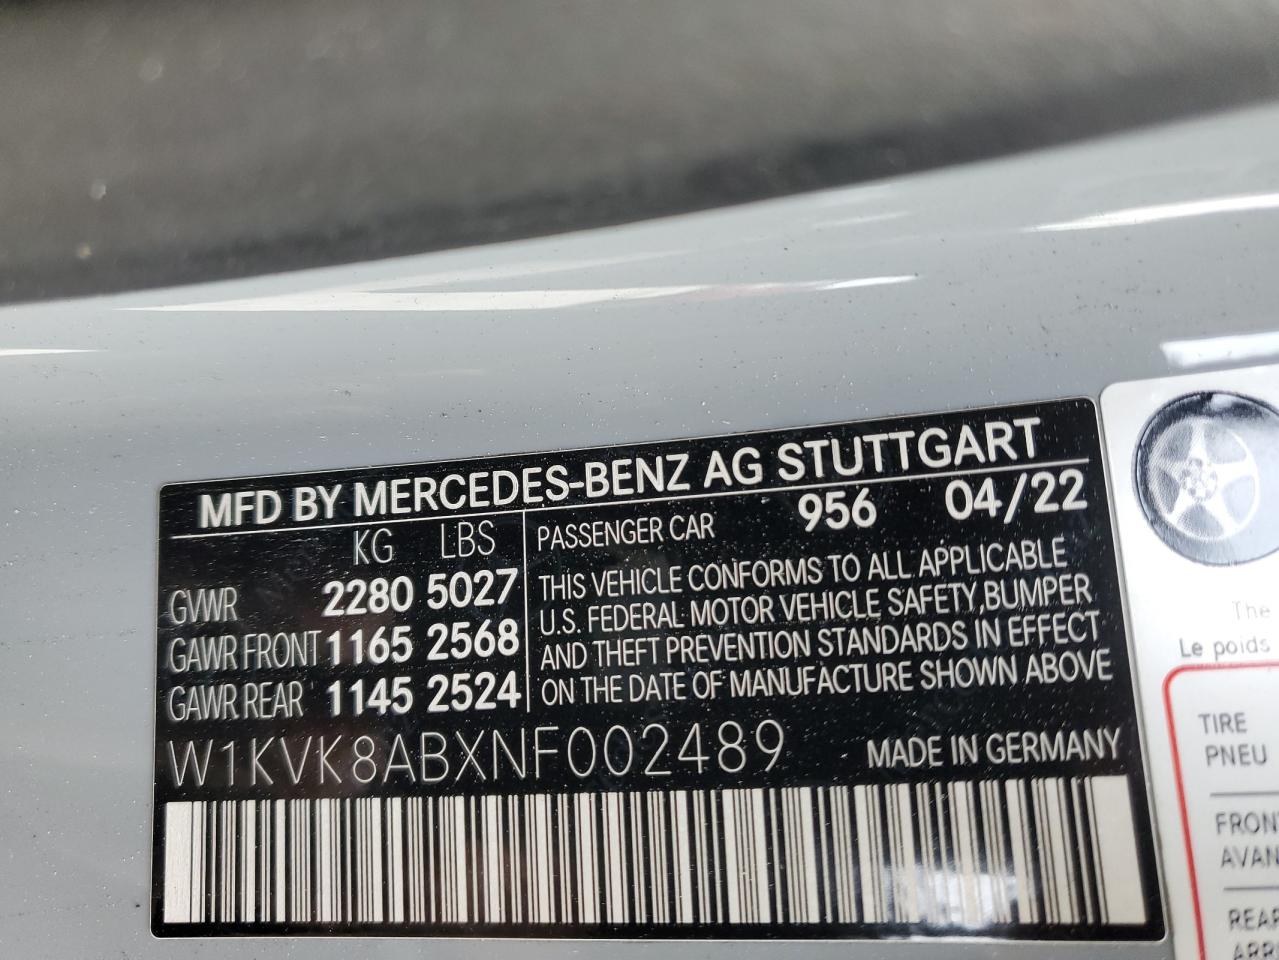 MFD BY MERCEDES-BENZ AG STUTTGART
KG LBS
GVWR 2280 5027
GAWR FRONT 1165 2568
GAWR REAR 1145 2524
PASSENGER CAR 956 04/22
THIS VEHICLE CONFORMS TO ALL APPLICABLE
U.S. FEDERAL MOTOR VEHICLE SAFETY,BUMPER
AND THEFT PREVENTION STANDARDS IN EFFECT
ON THE DATE OF MANUFACTURE SHOWN ABOVE
W1KVK8ABXNF002489 MADE IN GERMANY
The
Le poids
TIRE
PNEU
FRON
AVAN
REAR
ARRI